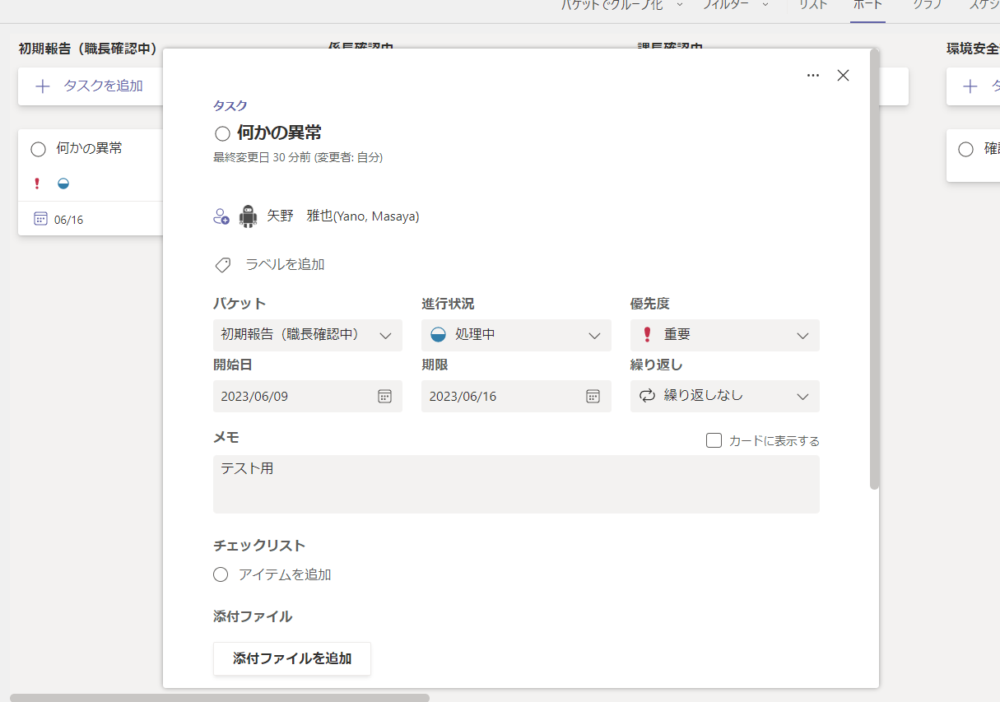 バケットでグループ化
フィルター
リスト
ボード
グラフ
スケジ
初期報告（職長確認中）
係長確認中
課長確認中
環境安全
タスクを追加
タ
何かの異常
06/16
確認
タスク
何かの異常
最終変更日 30 分前 (変更者: 自分)
矢野　雅也(Yano, Masaya)
ラベルを追加
バケット
進行状況
優先度
初期報告（職長確認中）
処理中
重要
開始日
期限
繰り返し
2023/06/09
2023/06/16
繰り返しなし
メモ
カードに表示する
テスト用
チェックリスト
アイテムを追加
添付ファイル
添付ファイルを追加